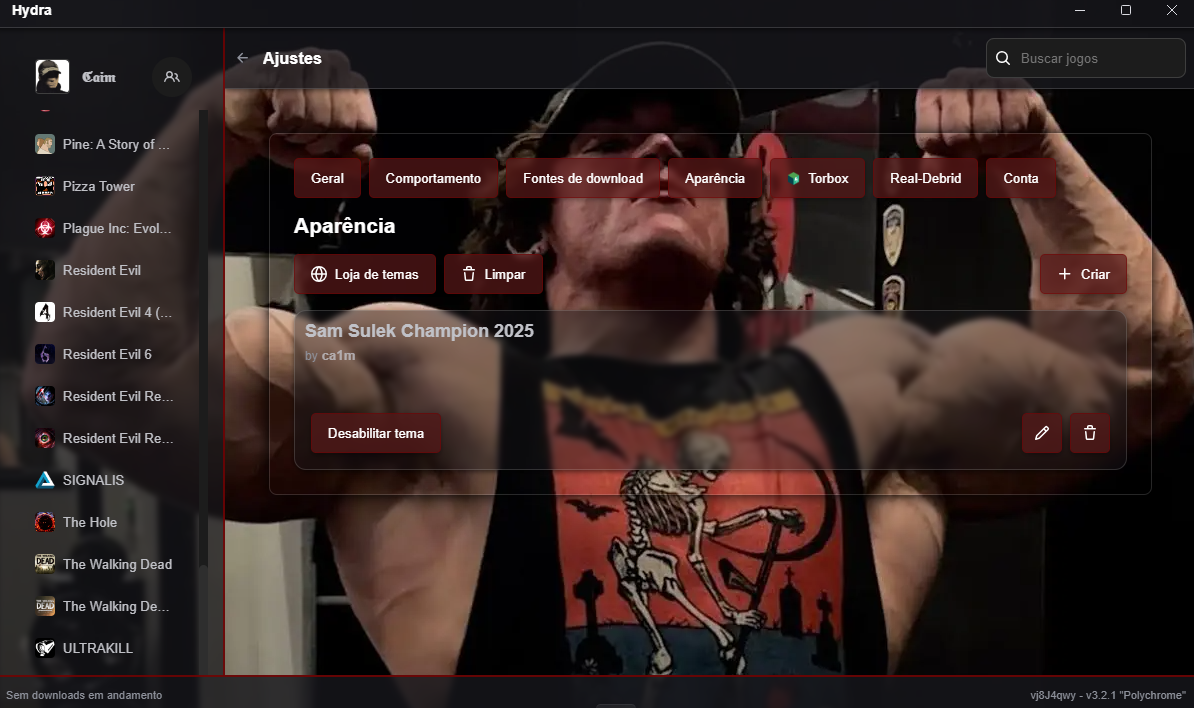 Hydra
Caim
Ajustes
Buscar jogos
Pine: A Story of ...
Pizza Tower
Plague Inc: Evol...
Resident Evil
Resident Evil 4 (...
Resident Evil 6
Resident Evil Re...
Resident Evil Re...
SIGNALIS
The Hole
The Walking Dead
The Walking De...
ULTRAKILL
Geral
Comportamento
Fontes de download
Aparência
Torbox
Real-Debrid
Conta
Aparência
Loja de temas
Limpar
Criar
Sam Sulek Champion 2025
by ca1m
Desabilitar tema
Sem downloads em andamento
vj8J4qwy - v3.2.1 "Polychrome"